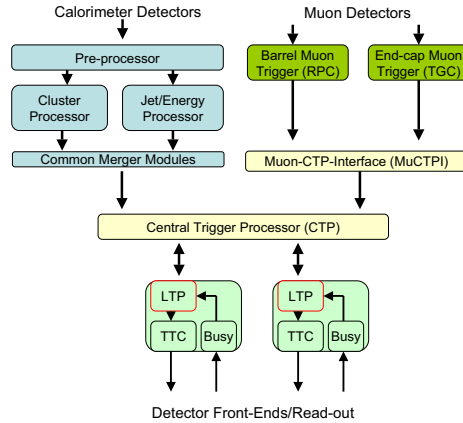 Calorimeter Detectors
Muon Detectors
Pre-processor
Barrel Muon
Trigger (RPC)
End-cap Muon
Trigger (TGC)
Cluster
Processor
Jet/Energy
Processor
Common Merger Modules
Muon-CTP-Interface (MuCTPI)
Central Trigger Processor (CTP)
LTP
TTC
Busy
LTP
TTC
Busy
Detector Front-Ends/Read-out